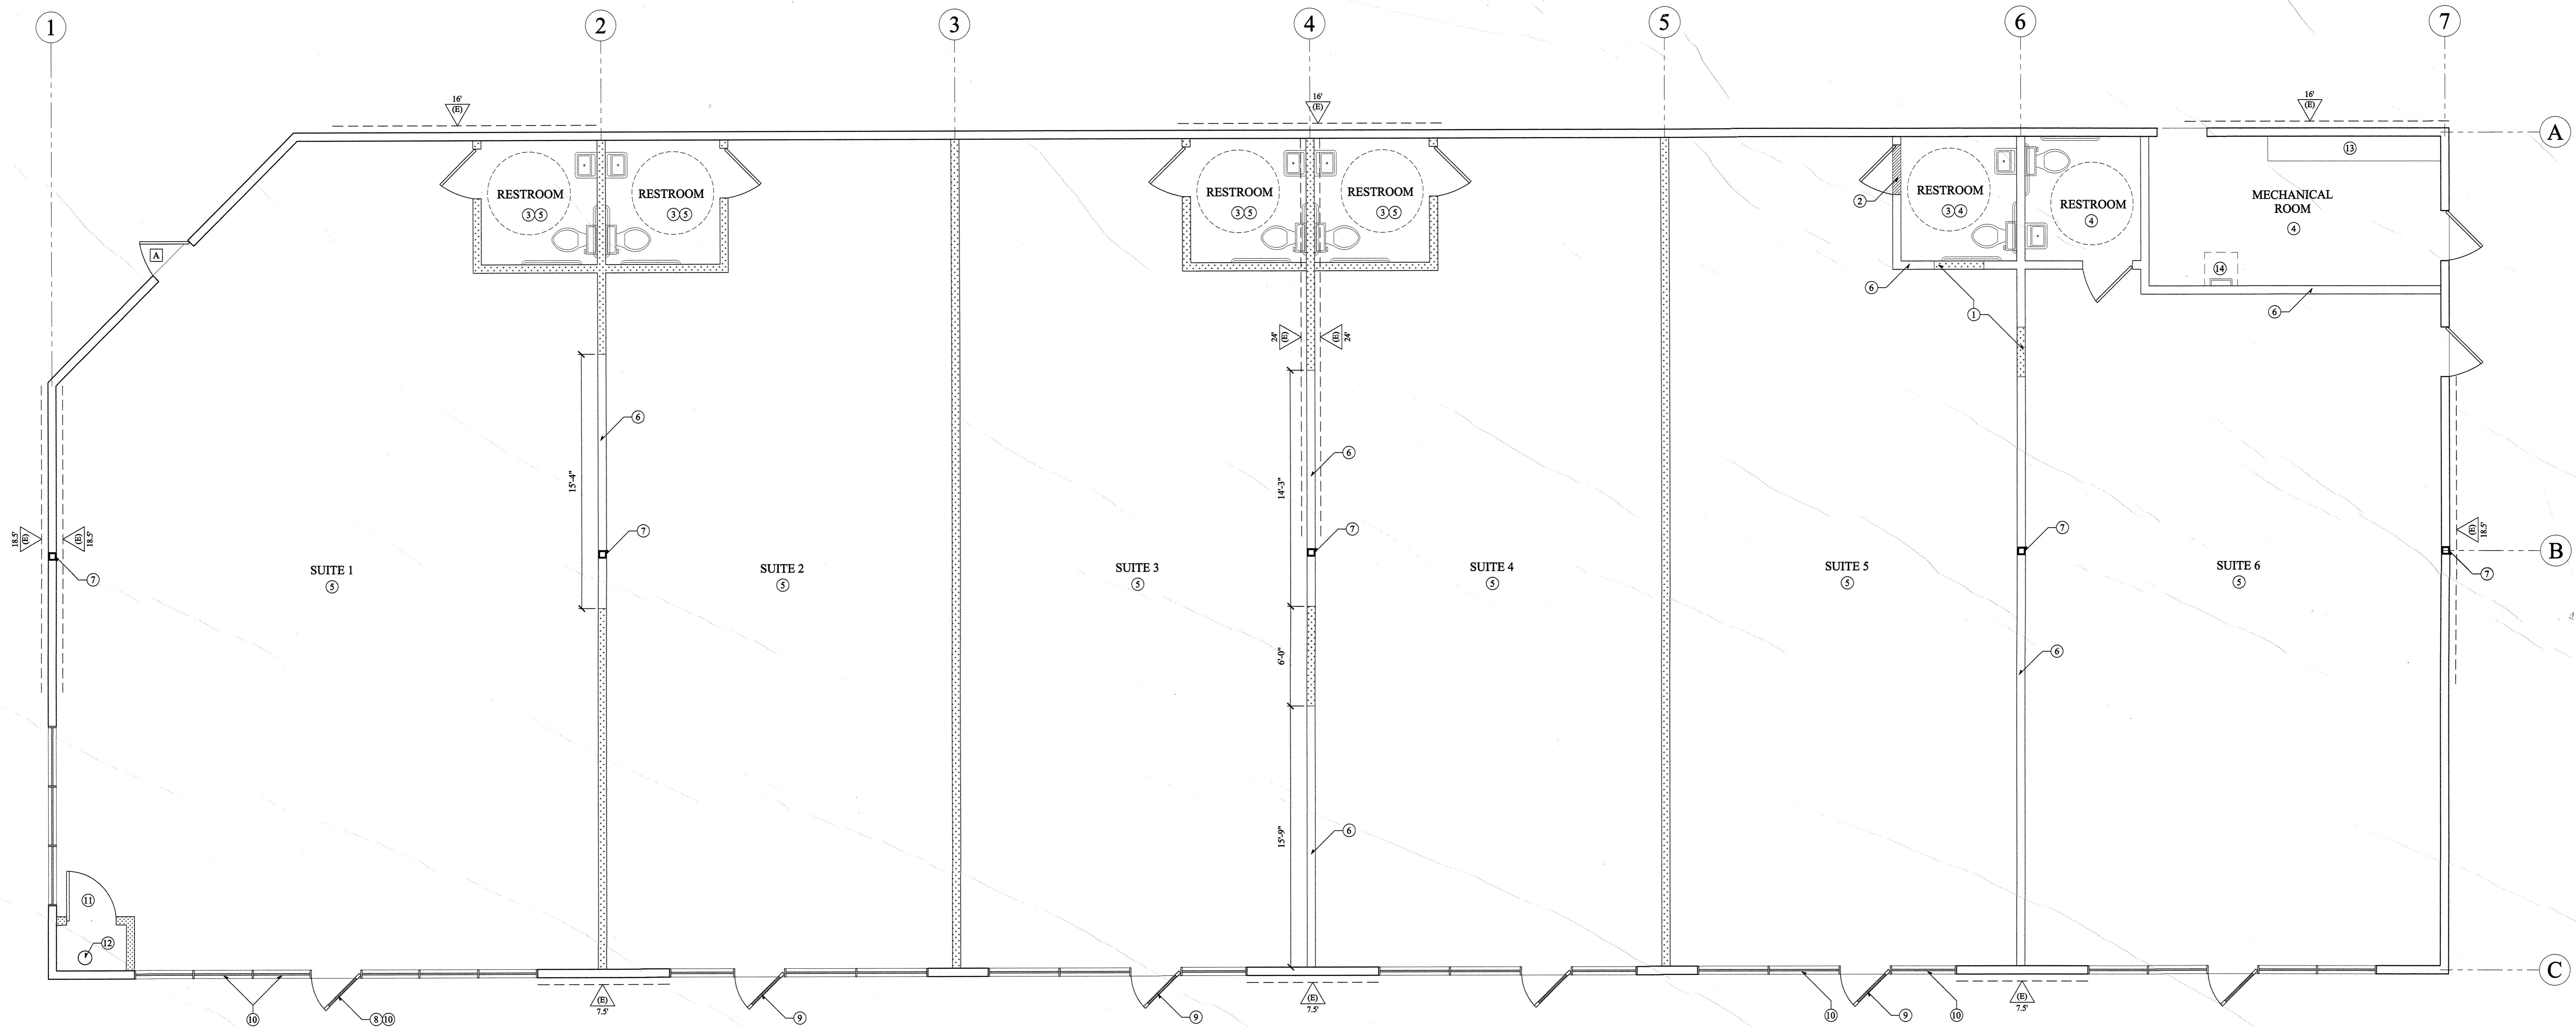 1 2 3 4 5 6 7
16' 16' 16'
(E) (E) (E)
A
RESTROOM RESTROOM RESTROOM RESTROOM RESTROOM RESTROOM
3 5 3 5 3 5 3 5 3 4 4
13
MECHANICAL
ROOM
4
2
A
14
6 1 6
24' (E) (E) 24'
6
15'-4"
6
14'-3"
18.5' (E) (E) 18.5'
7 7 7 7 7
(E) 18.5'
B
SUITE 1 SUITE 2 SUITE 3 SUITE 4 SUITE 5 SUITE 6
5 5 5 5 5 5
6'-0"
6
15'-9"
6
11
12
C
(E) (E) (E)
7.5' 7.5' 7.5'
10 8 10 9 9 10 9 10